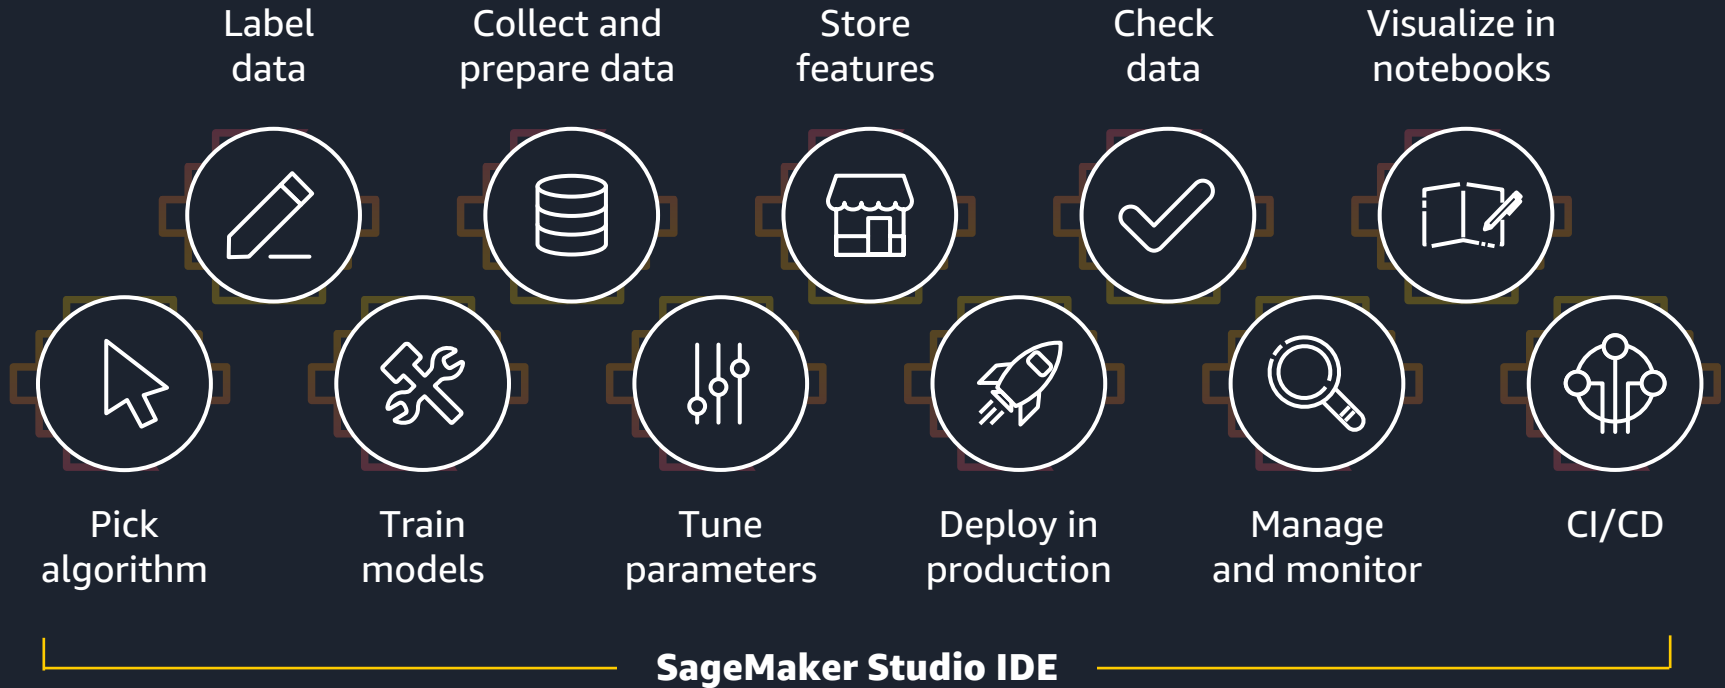 Label
data
Collect and
prepare data
Store
features
Check
data
Visualize in
notebooks
Pick
algorithm
Train
models
Tune
parameters
Deploy in
production
Manage
and monitor
CI/CD
SageMaker Studio IDE